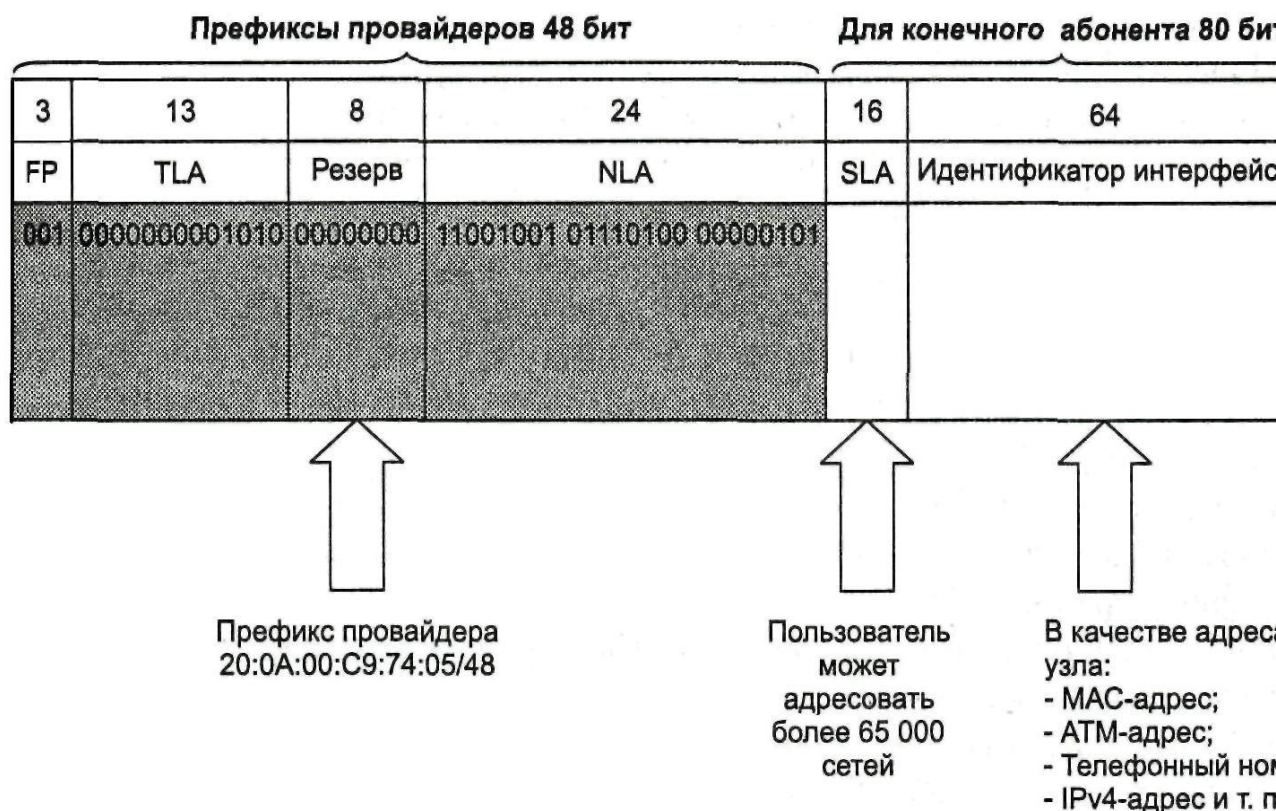 Префиксы провайдеров 48 бит
Для конечного абонента 80 бит
3 13 8 24 16 64
FP TLA Резерв NLA SLA Идентификатор интерфейс
001 0000000001010 00000000 11001001 01110100 00000101
Префикс провайдера
20:0A:00:C9:74:05/48
Пользователь
может
адресовать
более 65 000
сетей
В качестве адреса
узла:
- MAC-адрес;
- ATM-адрес;
- Телефонный ном
- IPv4-адрес и т. п